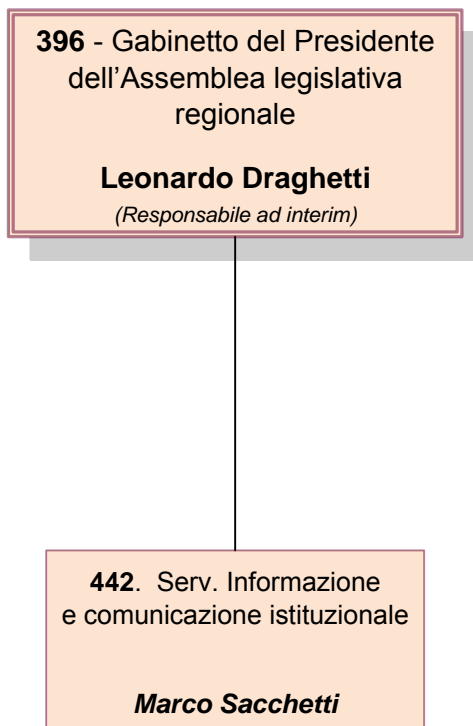 396 - Gabinetto del Presidente
dell'Assemblea legislativa
regionale
Leonardo Draghetti
(Responsabile ad interim)
442.  Serv. Informazione
e comunicazione istituzionale
Marco Sacchetti